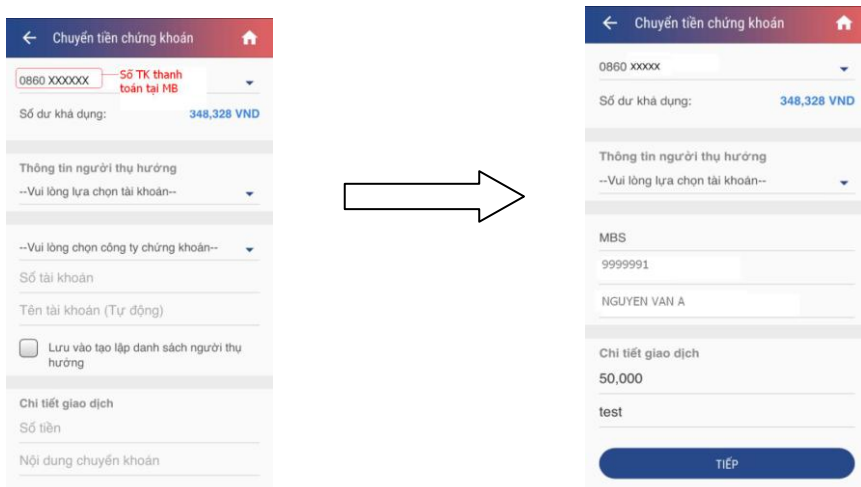 Chuyển tiền chứng khoán
0860 XXXXXX
Số TK thanh
toán tại MB
Số dư khả dụng:
348,328 VND
Thông tin người thụ hưởng
--Vui lòng lựa chọn tài khoản--
--Vui lòng chọn công ty chứng khoán--
Số tài khoản
Tên tài khoản (Tự động)
Lưu vào tạo lập danh sách người thụ
hưởng
Chi tiết giao dịch
Số tiền
Nội dung chuyển khoản
Chuyển tiền chứng khoán
0860 xxxxx
Số dư khả dụng:
348,328 VND
Thông tin người thụ hưởng
--Vui lòng lựa chọn tài khoản--
MBS
9999991
NGUYEN VAN A
Chi tiết giao dịch
50,000
test
TIẾP